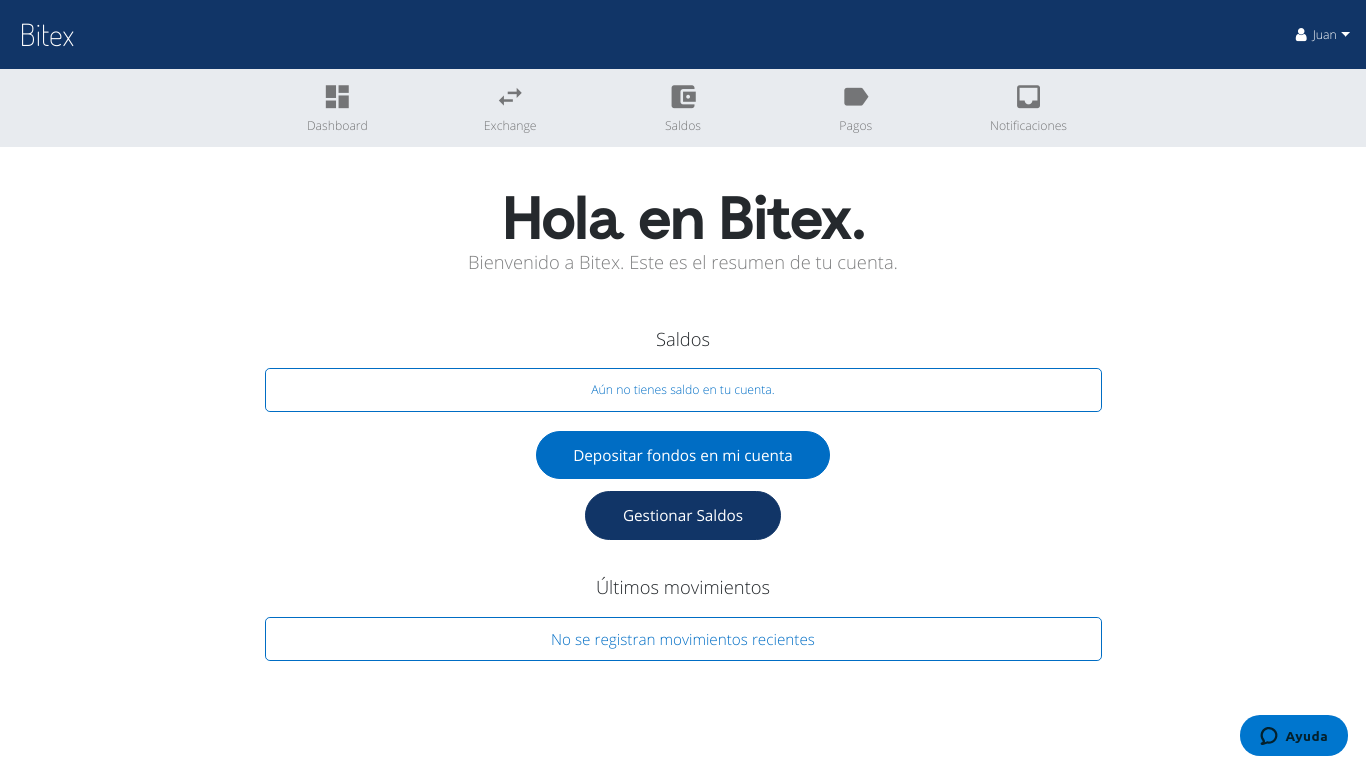 Bitex
Juan
Dashboard
Exchange
Saldos
Pagos
Notificaciones
Hola en Bitex.
Bienvenido a Bitex. Este es el resumen de tu cuenta.
Saldos
Aún no tienes saldo en tu cuenta.
Depositar fondos en mi cuenta
Gestionar Saldos
Últimos movimientos
No se registran movimientos recientes
Ayuda